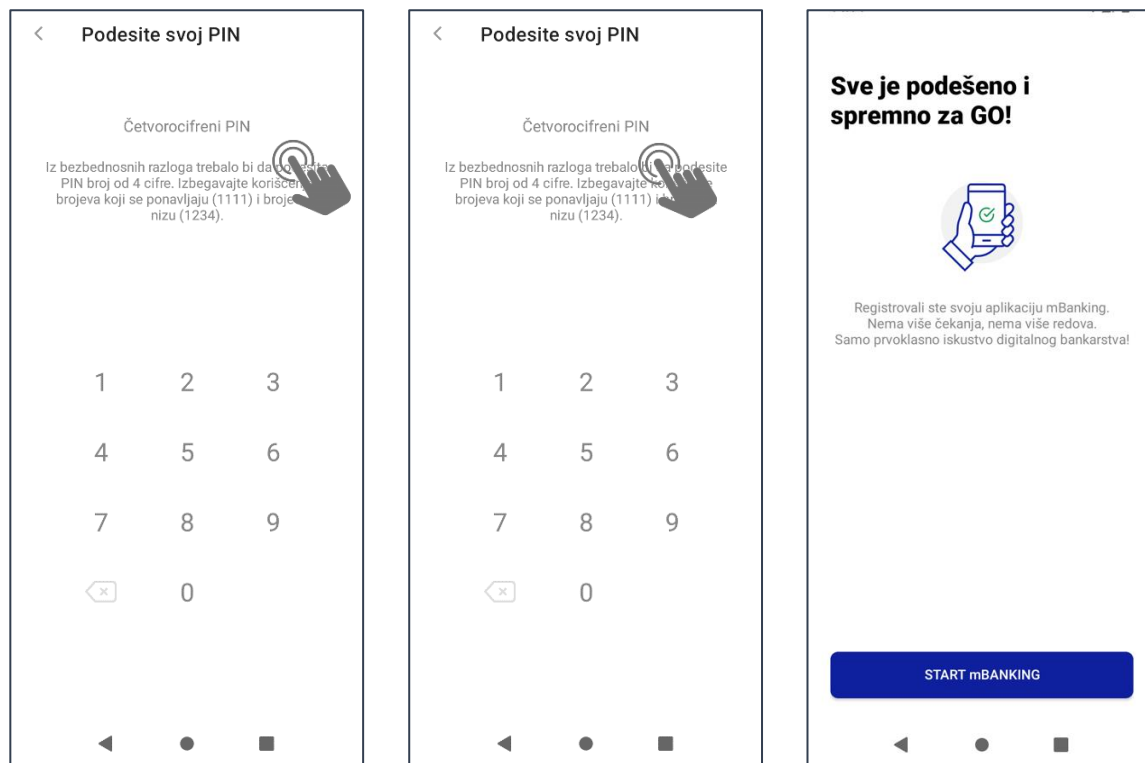 Podesite svoj PIN
Četvorocifreni PIN
Iz bezbednosnih razloga trebalo bi da podesite
PIN broj od 4 cifre. Izbegavajte
brojeva koji se ponavljaju (1111) i
nizu (1234).
1 2 3
4 5 6
7 8 9
0
Podesite svoj PIN
Četvorocifreni PIN
Iz bezbednosnih razloga trebalo bi podesite
PIN broj od 4 cifre. Izbegavajte
brojeva koji se ponavljaju (1111)
nizu (1234).
1 2 3
4 5 6
7 8 9
0
Sve je podešeno i
spremno za GO!
Registrovali ste svoju aplikaciju mBanking.
Nema više čekanja, nema više redova.
Samo prvoklasno iskustvo digitalnog bankarstva!
START mBANKING